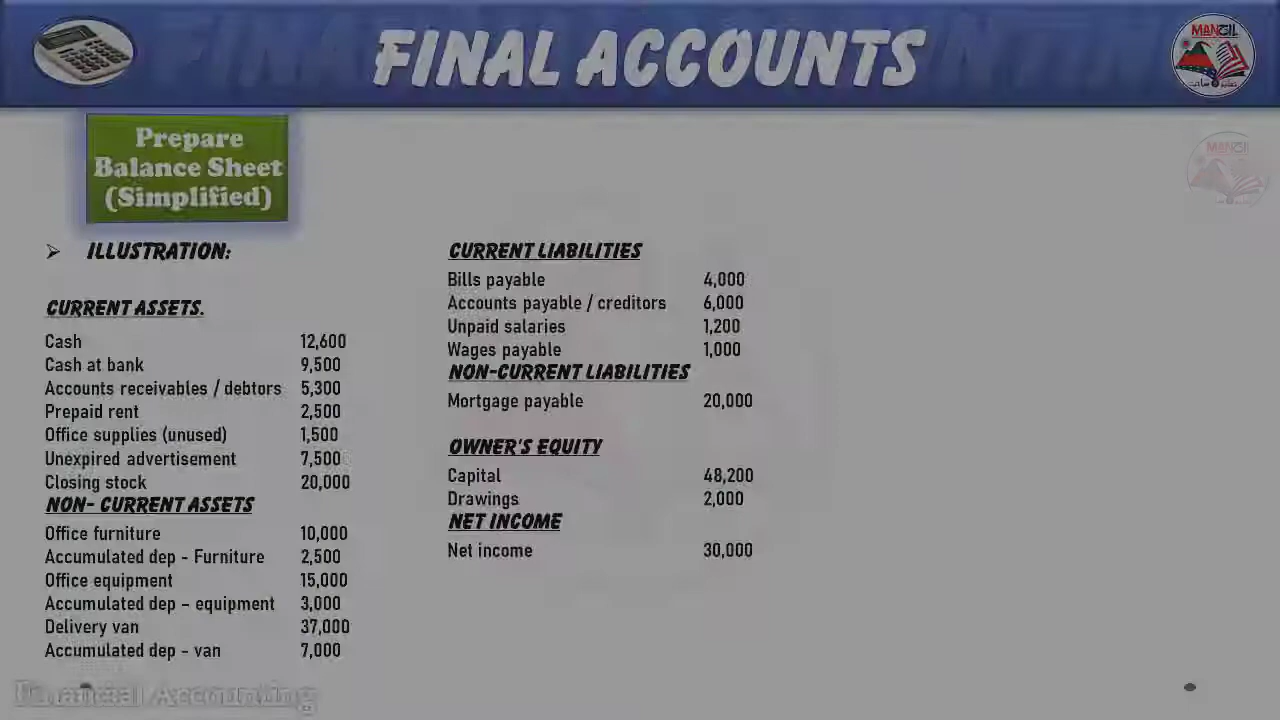 FINAL ACCOUNTS
MANZIL
Prepare
Balance Sheet
(Simplified)
MANZIL
ILLUSTRATION:
CURRENT ASSETS.
Cash 12,600
Cash at bank 9,500
Accounts receivables / debtors 5,300
Prepaid rent 2,500
Office supplies (unused) 1,500
Unexpired advertisement 7,500
Closing stock 20,000
NON- CURRENT ASSETS
Office furniture 10,000
Accumulated dep - Furniture 2,500
Office equipment 15,000
Accumulated dep - equipment 3,000
Delivery van 37,000
Accumulated dep - van 7,000
CURRENT LIABILITIES
Bills payable 4,000
Accounts payable / creditors 6,000
Unpaid salaries 1,200
Wages payable 1,000
NON-CURRENT LIABILITIES
Mortgage payable 20,000
OWNER'S EQUITY
Capital 48,200
Drawings 2,000
NET INCOME
Net income 30,000
Financial Accounting